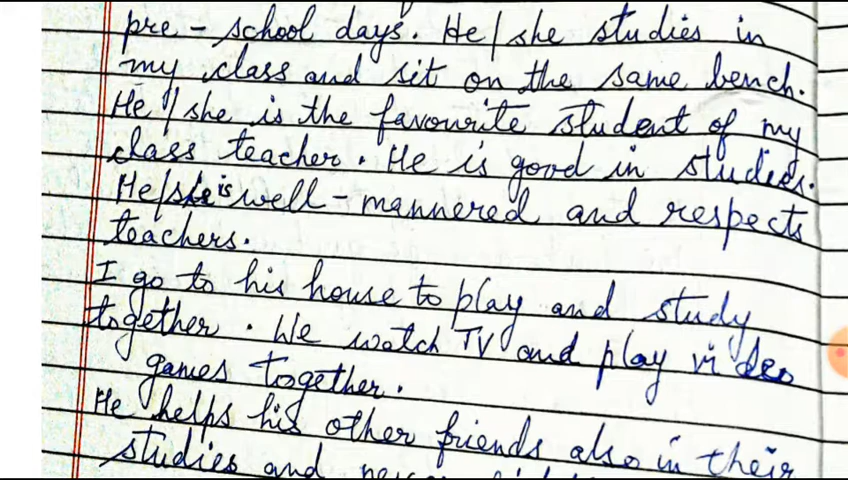 pre - school days. He/she studies in
my class and sit on the same bench.
He/she is the favourite student of my
class teacher. He is good in studies.
He/she is well - mannered and respects
teachers.
I go to his house to play and study
together. We watch TV and play video
games together.
He helps his other friends also in their
studies and never